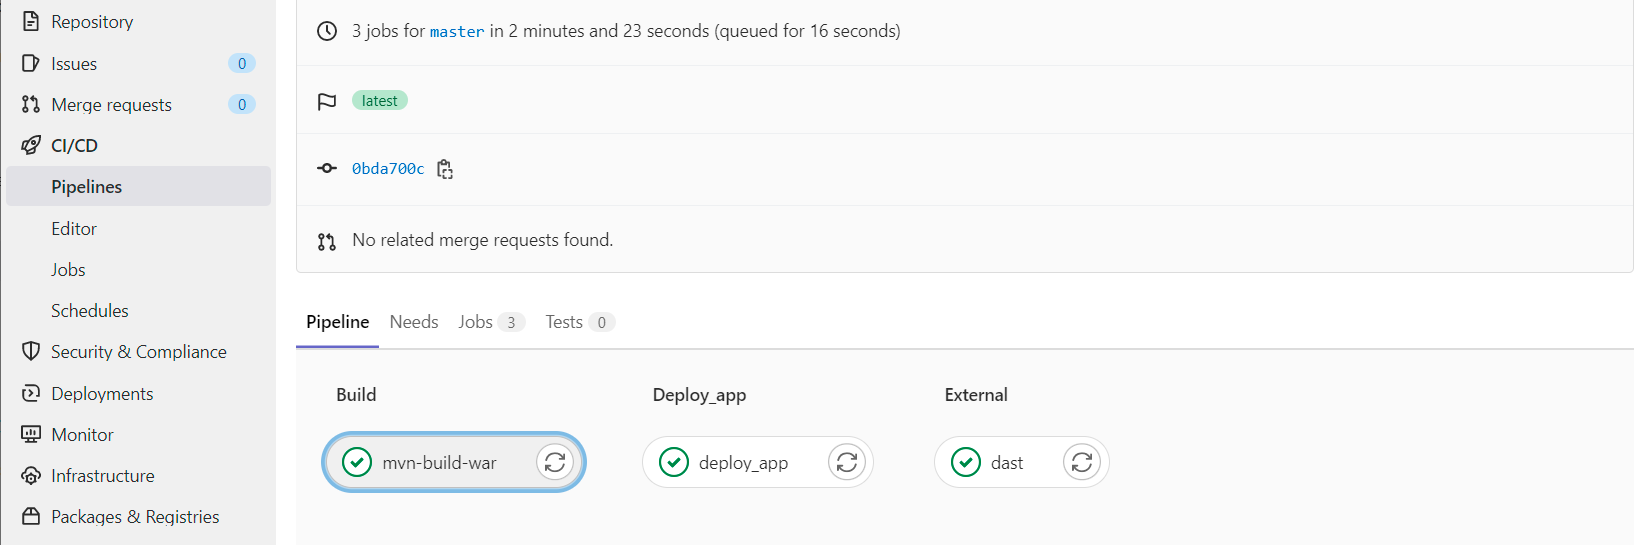 Repository
Issues 0
Merge requests 0
CI/CD
Pipelines
Editor
Jobs
Schedules
Security & Compliance
Deployments
Monitor
Infrastructure
Packages & Registries
3 jobs for master in 2 minutes and 23 seconds (queued for 16 seconds)
latest
0bda700c
No related merge requests found.
Pipeline Needs Jobs 3 Tests 0
Build Deploy_app External
mvn-build-war deploy_app dast